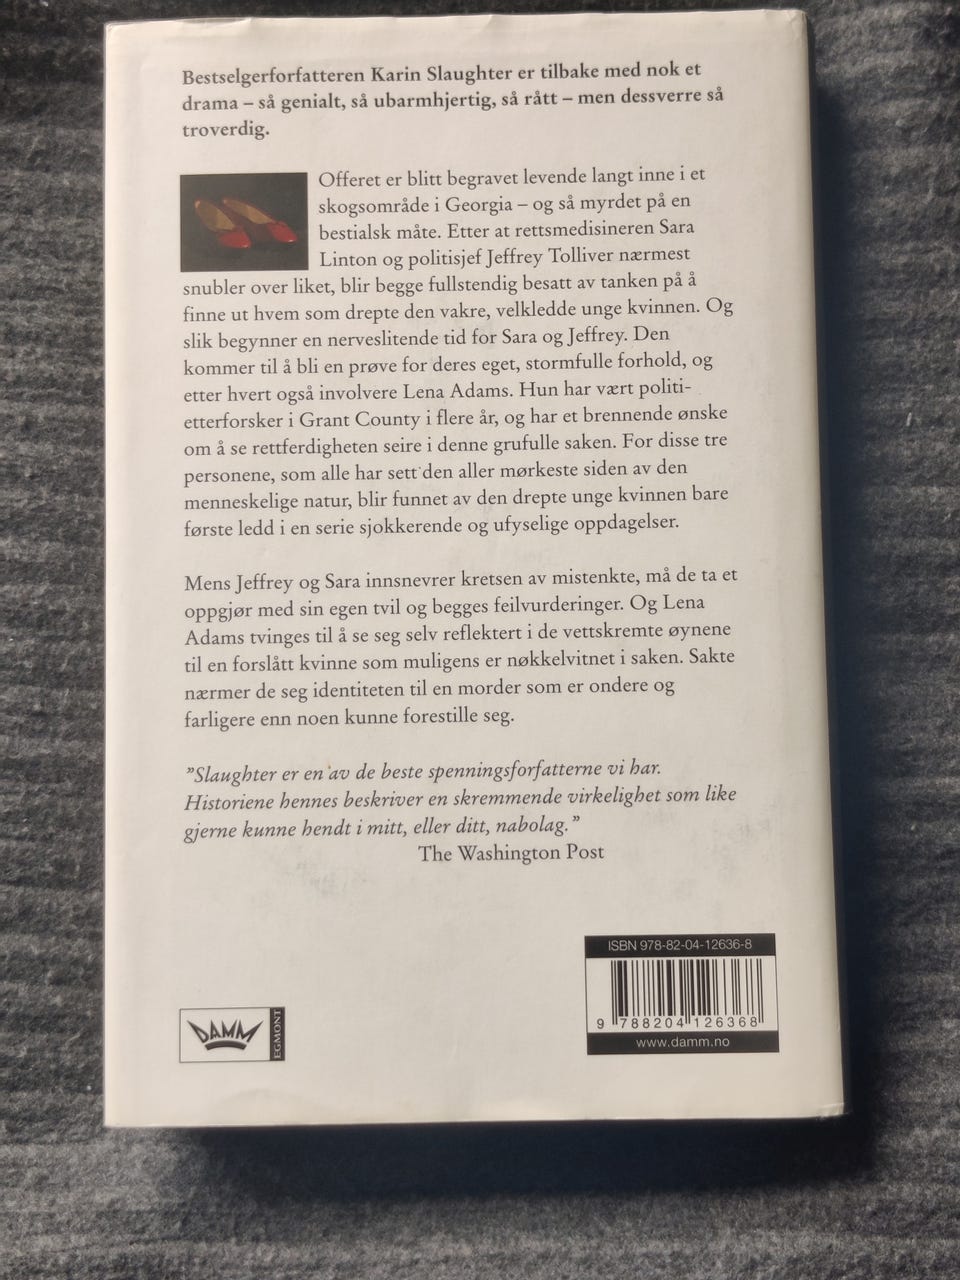 Bestselgerforfatteren Karin Slaughter er tilbake med nok et
drama – så genialt, så ubarmhjertig, så rått – men dessverre så
troverdig.
Offeret er blitt begravet levende langt inne i et
skogsområde i Georgia – og så myrdet på en
bestialsk måte. Etter at rettsmedisineren Sara
Linton og politisjef Jeffrey Tolliver nærmest
snubler over liket, blir begge fullstendig besatt av tanken på å
finne ut hvem som drepte den vakre, velkledde unge kvinnen. Og
slik begynner en nerveslitende tid for Sara og Jeffrey. Den
kommer til å bli en prøve for deres eget, stormfulle forhold, og
etter hvert også involvere Lena Adams. Hun har vært politi-
etterforsker i Grant County i flere år, og har et brennende ønske
om å se rettferdigheten seire i denne grufulle saken. For disse tre
personene, som alle har sett den aller mørkeste siden av den
menneskelige natur, blir funnet av den drepte unge kvinnen bare
første ledd i en serie sjokkerende og ufyselige oppdagelser.
Mens Jeffrey og Sara innsnevrer kretsen av mistenkte, må de ta et
oppgjør med sin egen tvil og begges feilvurderinger. Og Lena
Adams tvinges til å se seg selv reflektert i de vettskremte øynene
til en forslått kvinne som muligens er nøkkelvitnet i saken. Sakte
nærmer de seg identiteten til en morder som er ondere og
farligere enn noen kunne forestille seg.
”Slaughter er en av de beste spenningsforfatterne vi har.
Historiene hennes beskriver en skremmende virkelighet som like
gjerne kunne hendt i mitt, eller ditt, nabolag.”
The Washington Post
ISBN 978-82-04-12636-8
9 788204 126368
www.damm.no
DAMM
EGMONT